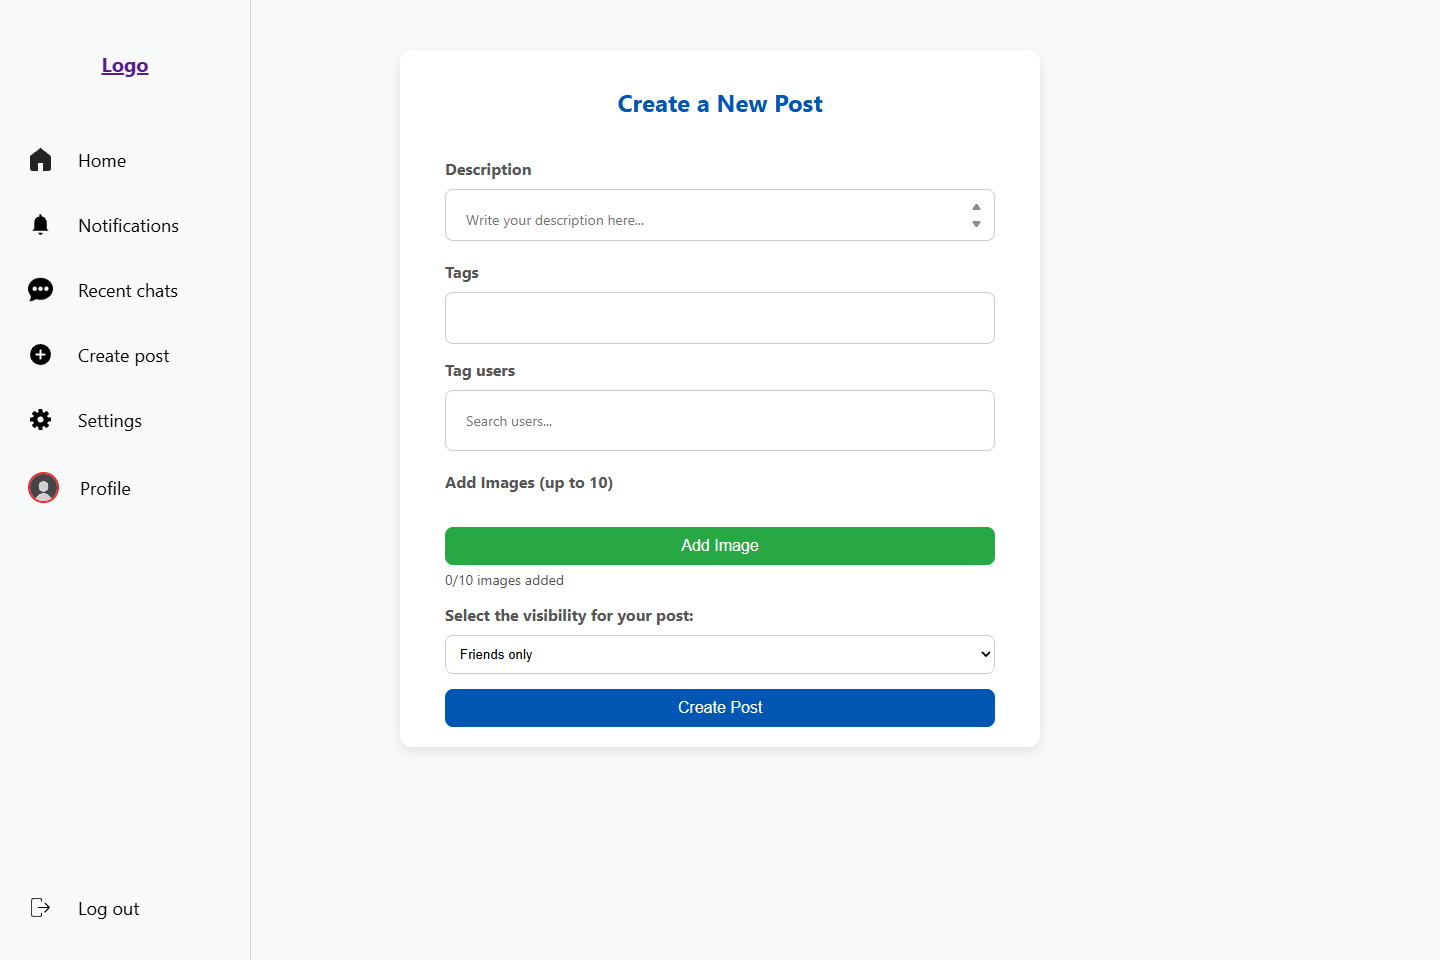 Logo
Home
Notifications
Recent chats
Create post
Settings
Profile
Log out
Create a New Post
Description
Write your description here...
Tags
Tag users
Search users...
Add Images (up to 10)
Add Image
0/10 images added
Select the visibility for your post:
Friends only
Create Post